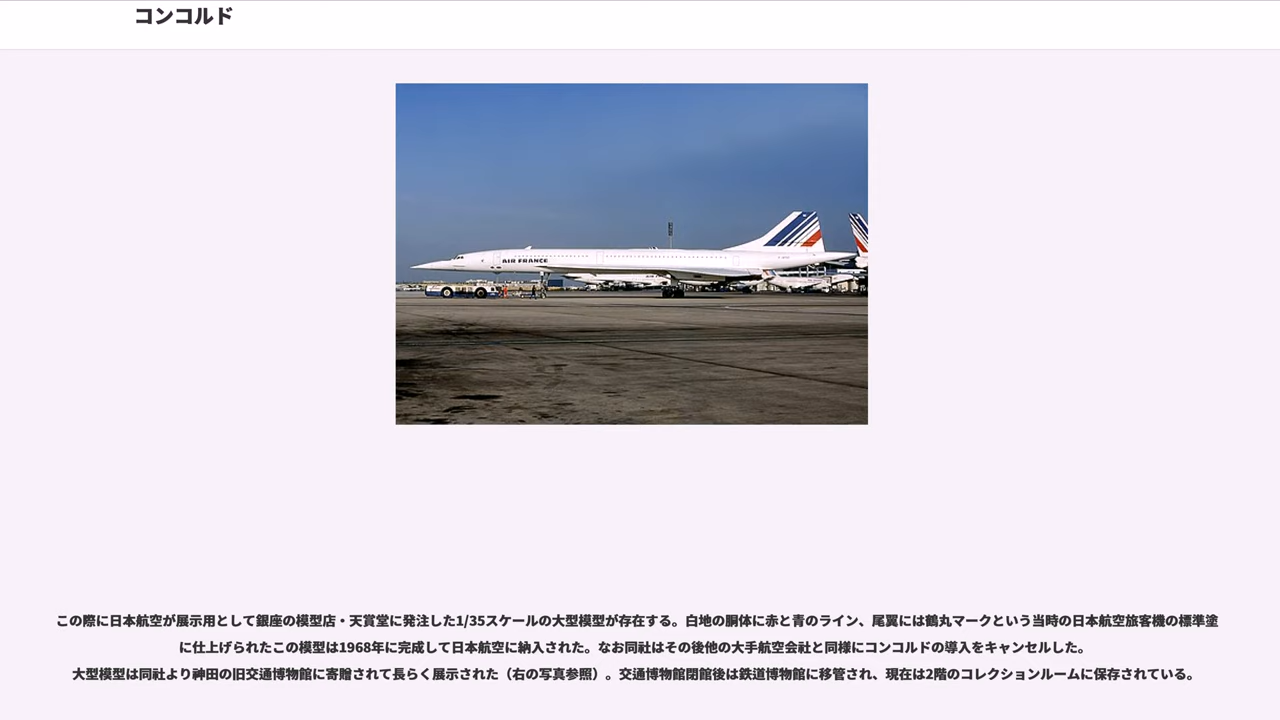 コンコルド
AIR FRANCE
この際に日本航空が展示用として銀座の模型店・天賞堂に発注した1/35スケールの大型模型が存在する。白地の胴体に赤と青のライン、尾翼には鶴丸マークという当時の日本航空旅客機の標準塗
に仕上げられたこの模型は1968年に完成して日本航空に納入された。なお同社はその後他の大手航空会社と同様にコンコルドの導入をキャンセルした。
大型模型は同社より神田の旧交通博物館に寄贈されて長らく展示された（右の写真参照）。交通博物館閉館後は鉄道博物館に移管され、現在は2階のコレクションルームに保存されている。